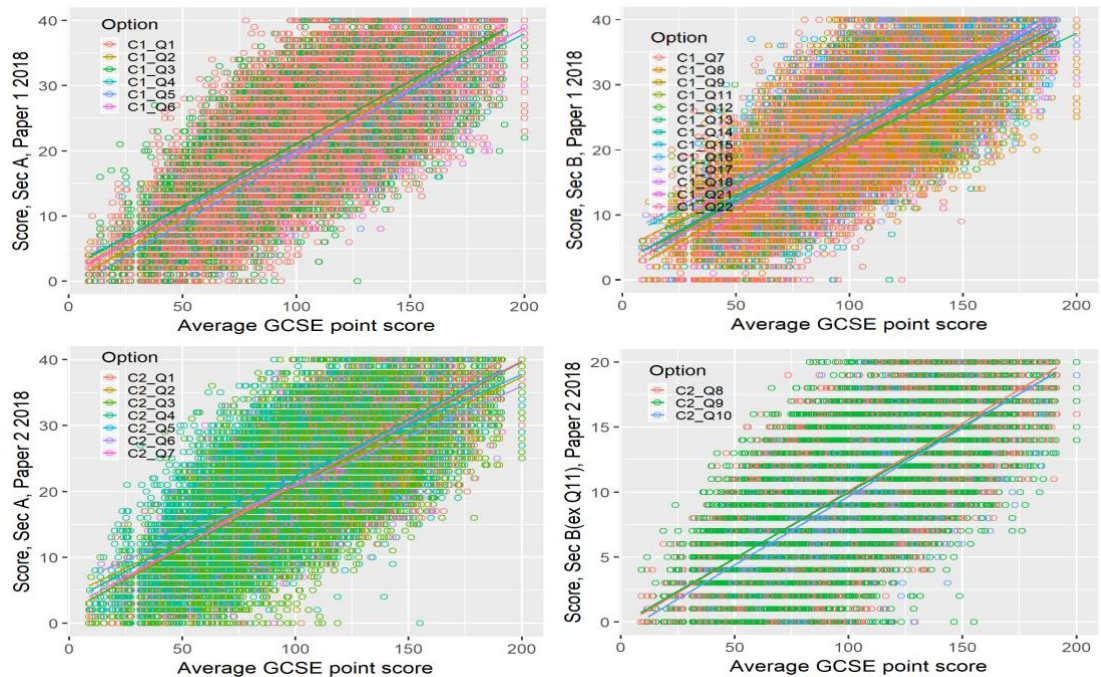 Score, Sec A, Paper 1 2018
40
30
20
10
0
Option
C1_Q1
C1_Q2
C1_Q3
C1_Q4
C1_Q5
C1_Q6
0
50
100
150
200
Average GCSE point score
Score, Sec B, Paper 1 2018
40
30
20
10
0
Option
C1_Q7
C1_Q8
C1_Q9
C1_Q11
C1_Q12
C1_Q13
C1_Q14
C1_Q15
C1_Q16
C1_Q17
C1_Q18
C1_Q21
C1_Q22
0
50
100
150
200
Average GCSE point score
Score, Sec A, Paper2 2018
40
30
20
10
0
Option
C2_Q1
C2_Q2
C2_Q3
C2_Q4
C2_Q5
C2_Q6
C2_Q7
0
50
100
150
200
Average GCSE point score
Score, Sec B(ex Q11), Paper2 2018
20
15
10
5
0
Option
C2_Q8
C2_Q9
C2_Q10
0
50
100
150
200
Average GCSE point score